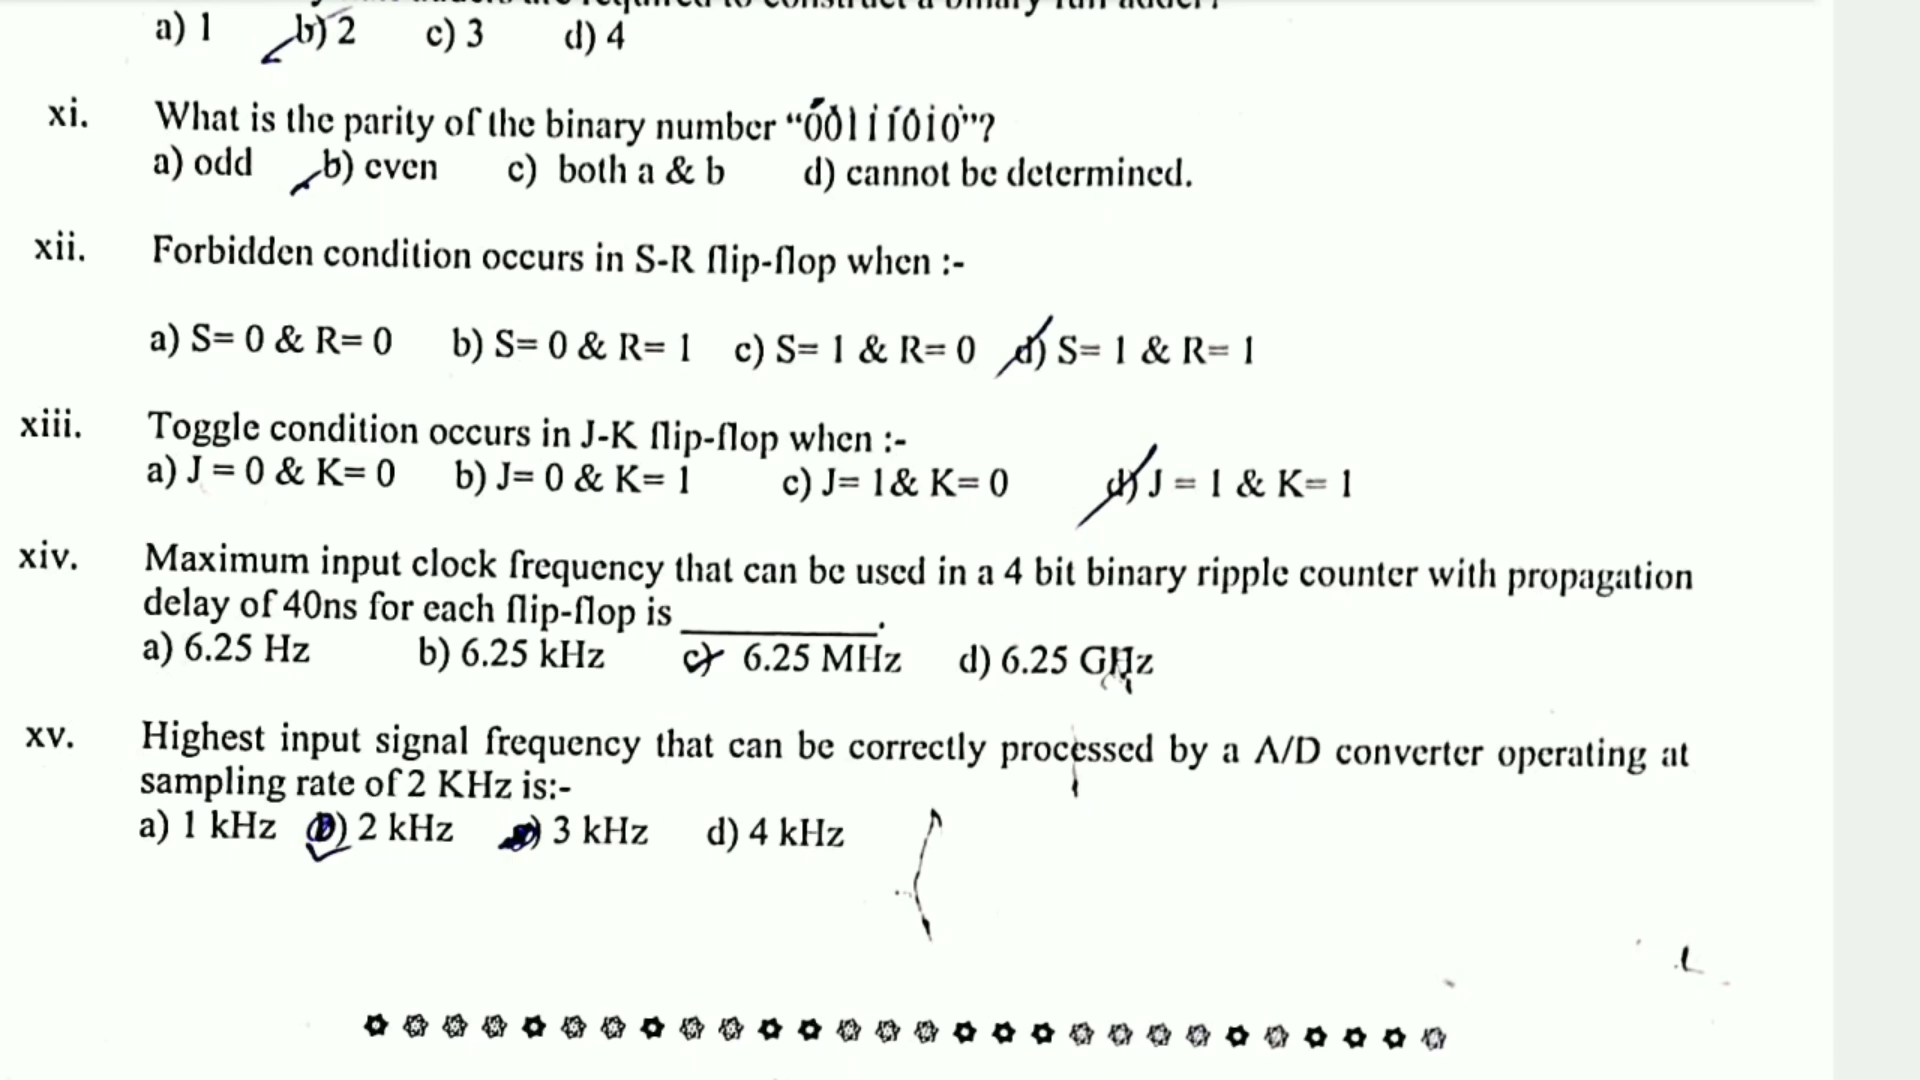 a) 1 b) 2 c) 3 d) 4
xi. What is the parity of the binary number “00111010”?
a) odd b) even c) both a & b d) cannot be determined.
xii. Forbidden condition occurs in S-R flip-flop when :-
a) S= 0 & R= 0 b) S= 0 & R= 1 c) S= 1 & R= 0 d) S= 1 & R= 1
xiii. Toggle condition occurs in J-K flip-flop when :-
a) J = 0 & K= 0 b) J= 0 & K= 1 c) J= 1& K= 0 d) J = 1 & K= 1
xiv. Maximum input clock frequency that can be used in a 4 bit binary ripple counter with propagation
delay of 40ns for each flip-flop is __________.
a) 6.25 Hz b) 6.25 kHz c) 6.25 MHz d) 6.25 GHz
xv. Highest input signal frequency that can be correctly processed by a A/D converter operating at
sampling rate of 2 KHz is:-
a) 1 kHz b) 2 kHz c) 3 kHz d) 4 kHz